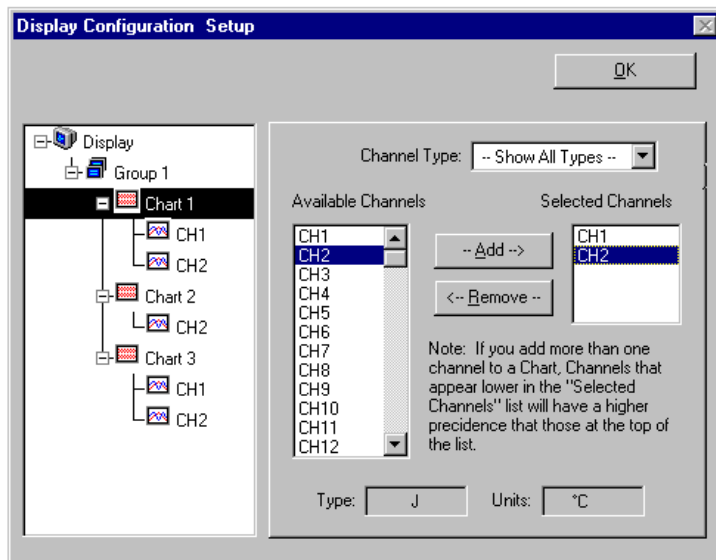 Display Configuration Setup
OK
Display
Group 1
Chart 1
CH1
CH2
Chart 2
CH2
Chart 3
CH1
CH2
Channel Type: -- Show All Types --
Available Channels
CH1
CH2
CH3
CH4
CH5
CH6
CH7
CH8
CH9
CH10
CH11
CH12
-- Add -->
<-- Remove --
Selected Channels
CH1
CH2
Note: If you add more than one
channel to a Chart, Channels that
appear lower in the "Selected
Channels" list will have a higher
precidence that those at the top of
the list.
Type: J Units: °C